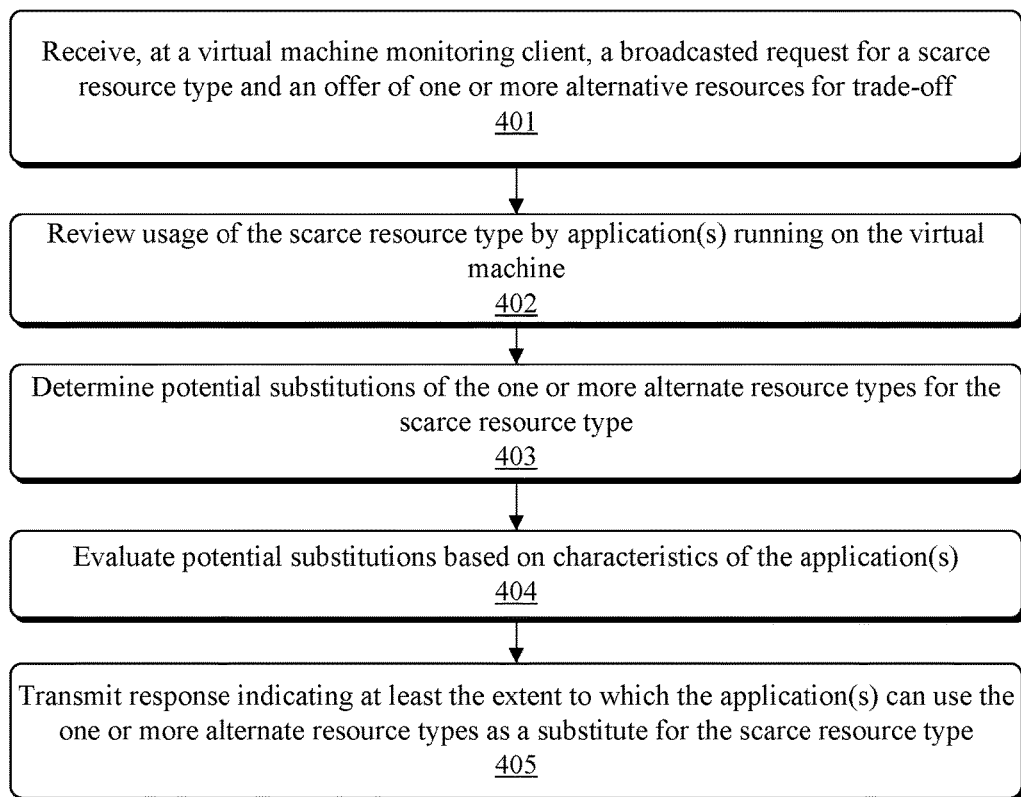 Receive, at a virtual machine monitoring client, a broadcasted request for a scarce
resource type and an offer of one or more alternative resources for trade-off
401
Review usage of the scarce resource type by application(s) running on the virtual
machine
402
Determine potential substitutions of the one or more alternate resource types for the
scarce resource type
403
Evaluate potential substitutions based on characteristics of the application(s)
404
Transmit response indicating at least the extent to which the application(s) can use the
one or more alternate resource types as a substitute for the scarce resource type
405